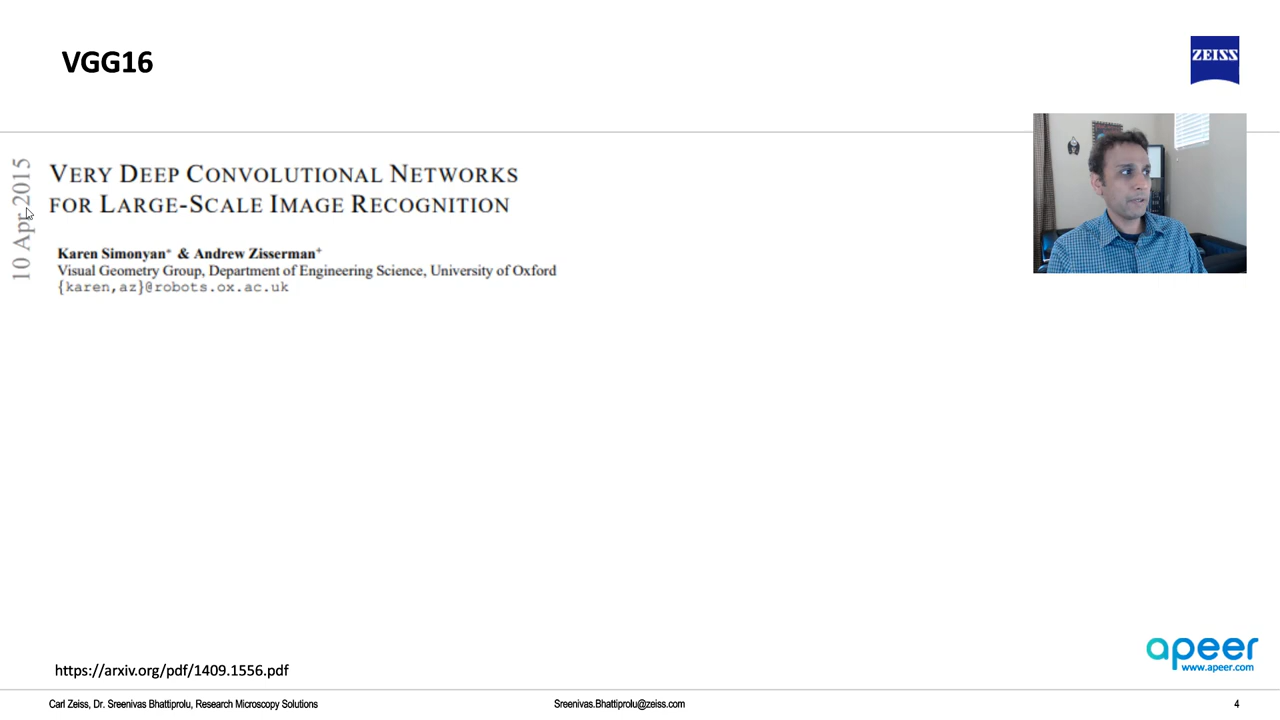 VGG16
ZEISS
10 Apr 2015
VERY DEEP CONVOLUTIONAL NETWORKS
FOR LARGE-SCALE IMAGE RECOGNITION
Karen Simonyan* & Andrew Zisserman+
Visual Geometry Group, Department of Engineering Science, University of Oxford
{karen,az}@robots.ox.ac.uk
https://arxiv.org/pdf/1409.1556.pdf
apeer
www.apeer.com
Carl Zeiss, Dr. Sreenivas Bhattiprolu, Research Microscopy Solutions
Sreenivas.Bhattiprolu@zeiss.com
4